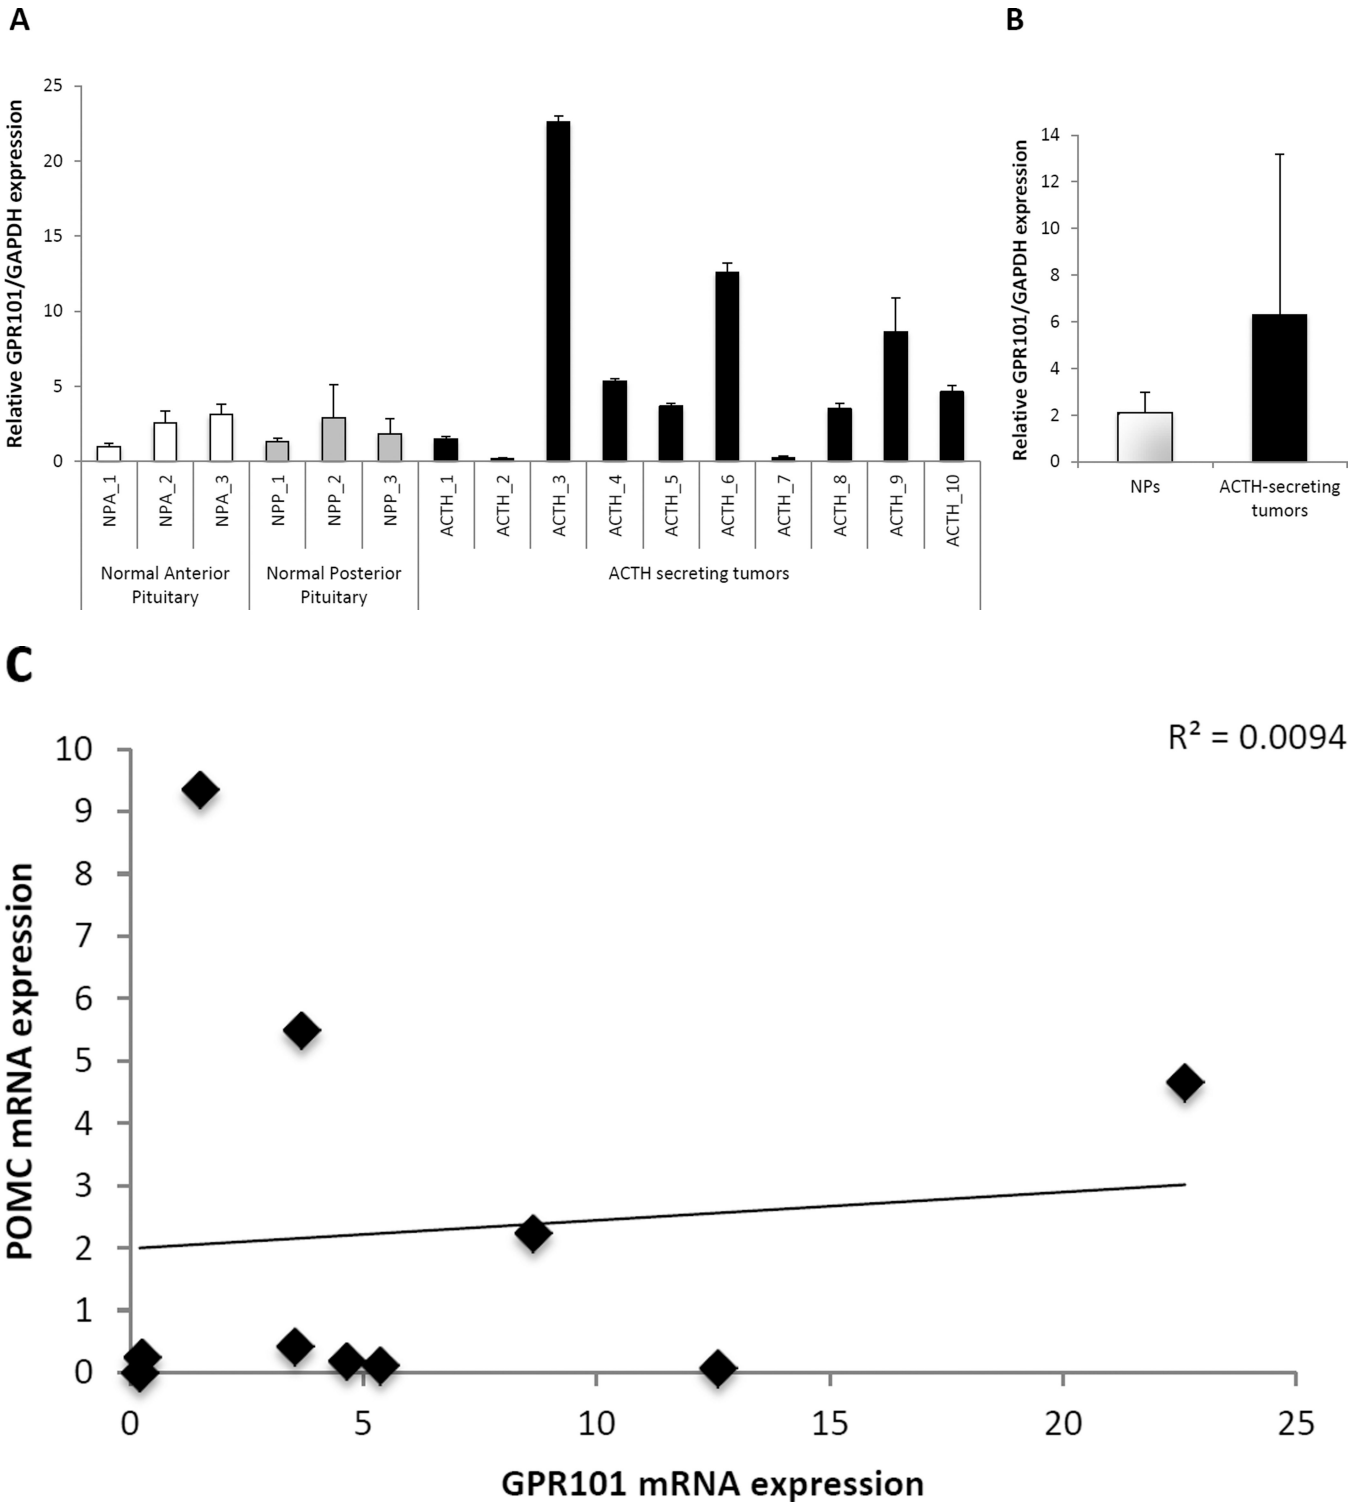 A
Relative GPR101/GAPDH expression
25
20
15
10
5
0
NPA_1
NPA_2
NPA_3
NPP_1
NPP_2
NPP_3
ACTH_1
ACTH_2
ACTH_3
ACTH_4
ACTH_5
ACTH_6
ACTH_7
ACTH_8
ACTH_9
ACTH_10
Normal Anterior
Pituitary
Normal Posterior
Pituitary
ACTH secreting tumors
B
Relative GPR101/GAPDH expression
14
12
10
8
6
4
2
0
NPs
ACTH-secreting
tumors
C
R² = 0.0094
POMC mRNA expression
10
9
8
7
6
5
4
3
2
1
0
0 5 10 15 20 25
GPR101 mRNA expression